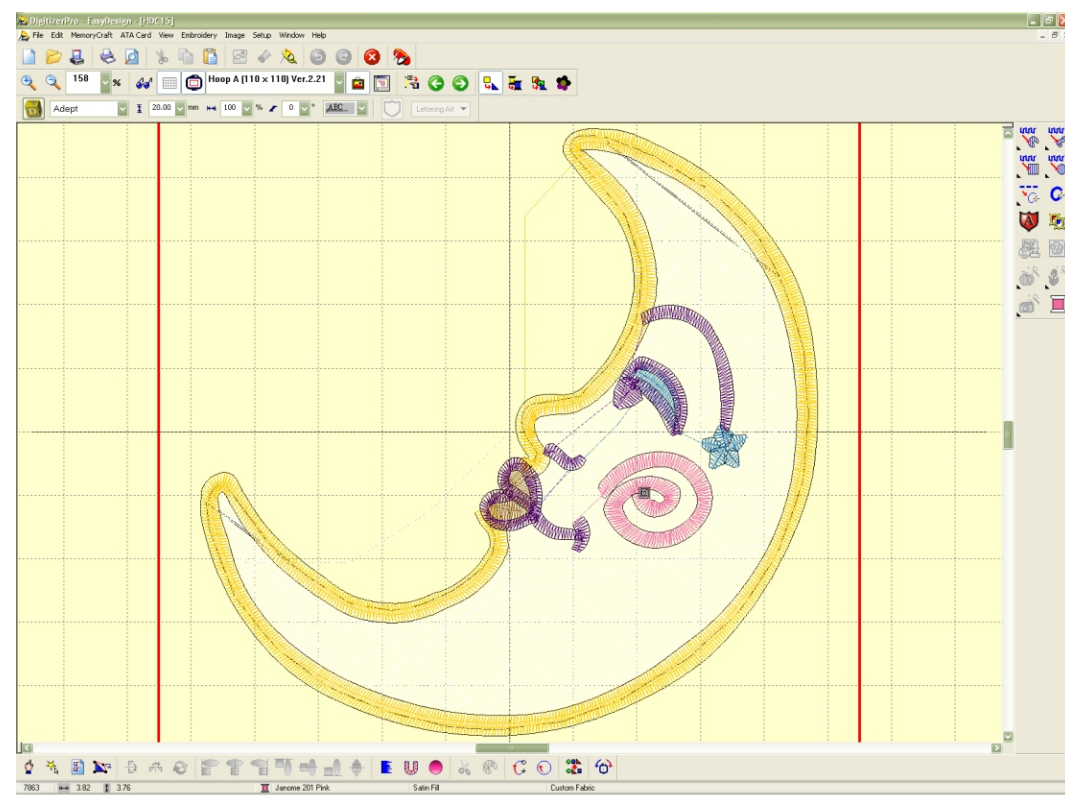 DigitizerPro - EasyDesign - [HDC15]
File Edit MemoryCraft ATA Card View Embroidery Image Setup Window Help
158 % Hoop A (110 x 110) Ver.2.21
Adept 20.00 mm 100 % 0 ° ABC Lettering Art
A
7863 3.82 3.76 Janome 201 Pink Satin Fill Custom Fabric